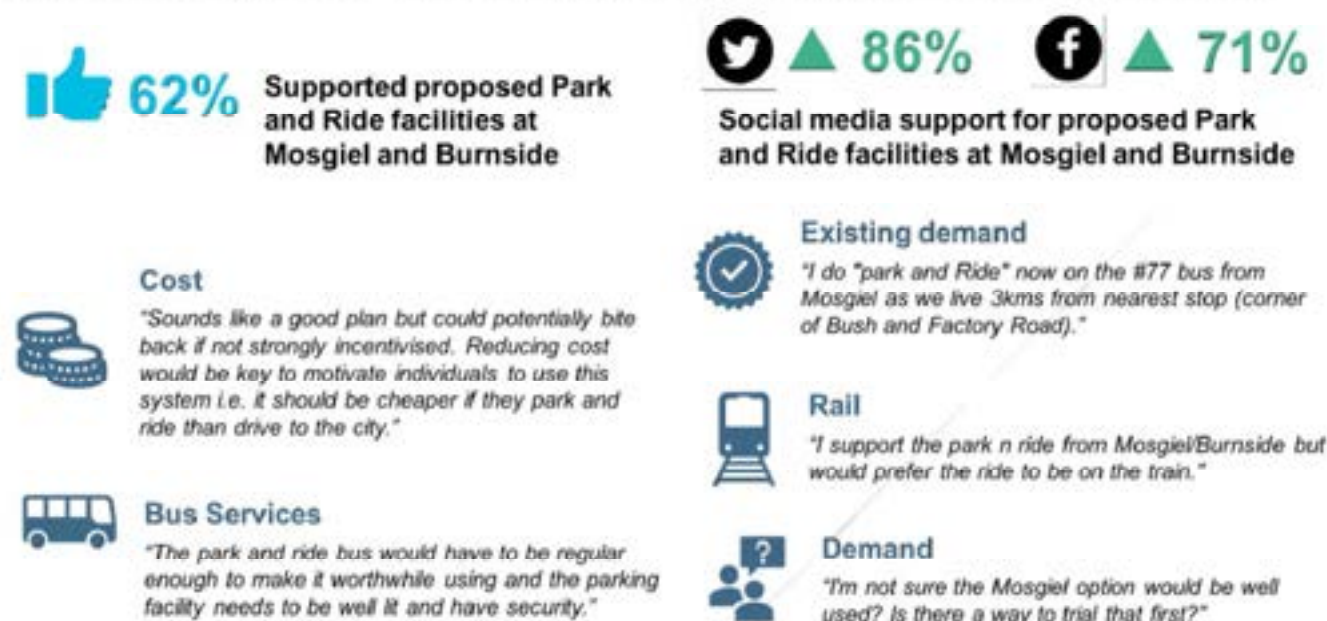 62%
Supported proposed Park
and Ride facilities at
Mosgiel and Burnside
86%
71%
Social media support for proposed Park
and Ride facilities at Mosgiel and Burnside
Cost
"Sounds like a good plan but could potentially bite
back if not strongly incentivised. Reducing cost
would be key to motivate individuals to use this
system i.e. it should be cheaper if they park and
ride than drive to the city."
Bus Services
"The park and ride bus would have to be regular
enough to make it worthwhile using and the parking
facility needs to be well lit and have security."
Existing demand
"I do "park and Ride" now on the #77 bus from
Mosgiel as we live 3kms from nearest stop (corner
of Bush and Factory Road)."
Rail
"I support the park n ride from Mosgiel/Burnside but
would prefer the ride to be on the train."
?
Demand
"I'm not sure the Mosgiel option would be well
used? Is there a way to trial that first?"